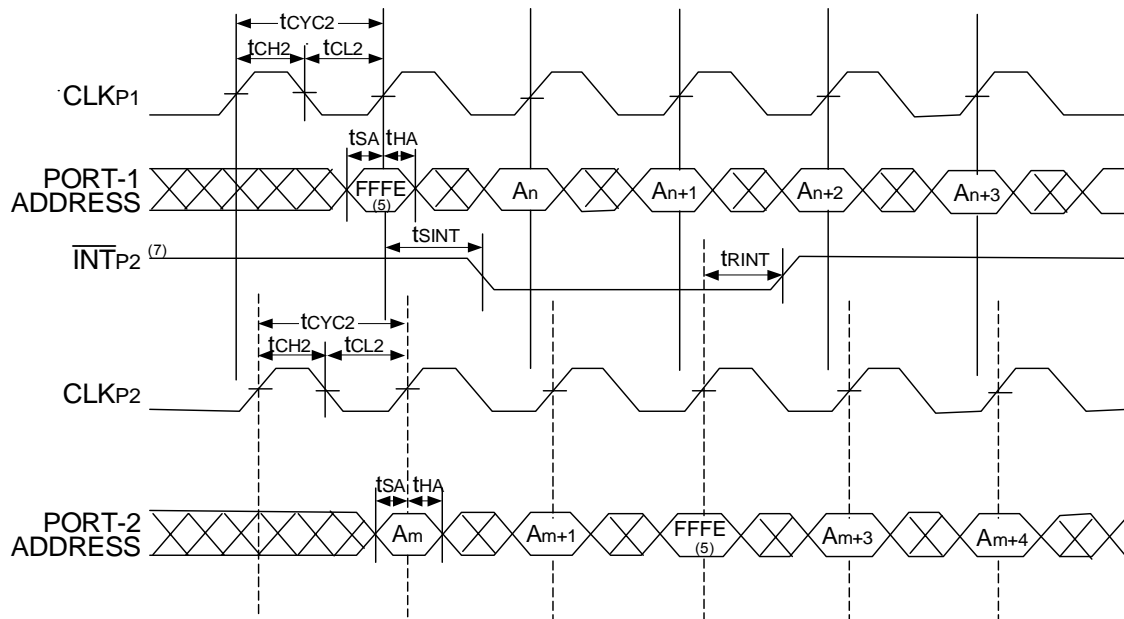 tCYC2
tCH2 tCL2
CLKP1
tSA tHA
PORT-1 ADDRESS
FFFE (5) An An+1 An+2 An+3
tSINT
INTP2 (7)
tRINT
tCYC2
tCH2 tCL2
CLKP2
tSA tHA
PORT-2 ADDRESS
Am Am+1 FFFE (5) Am+3 Am+4